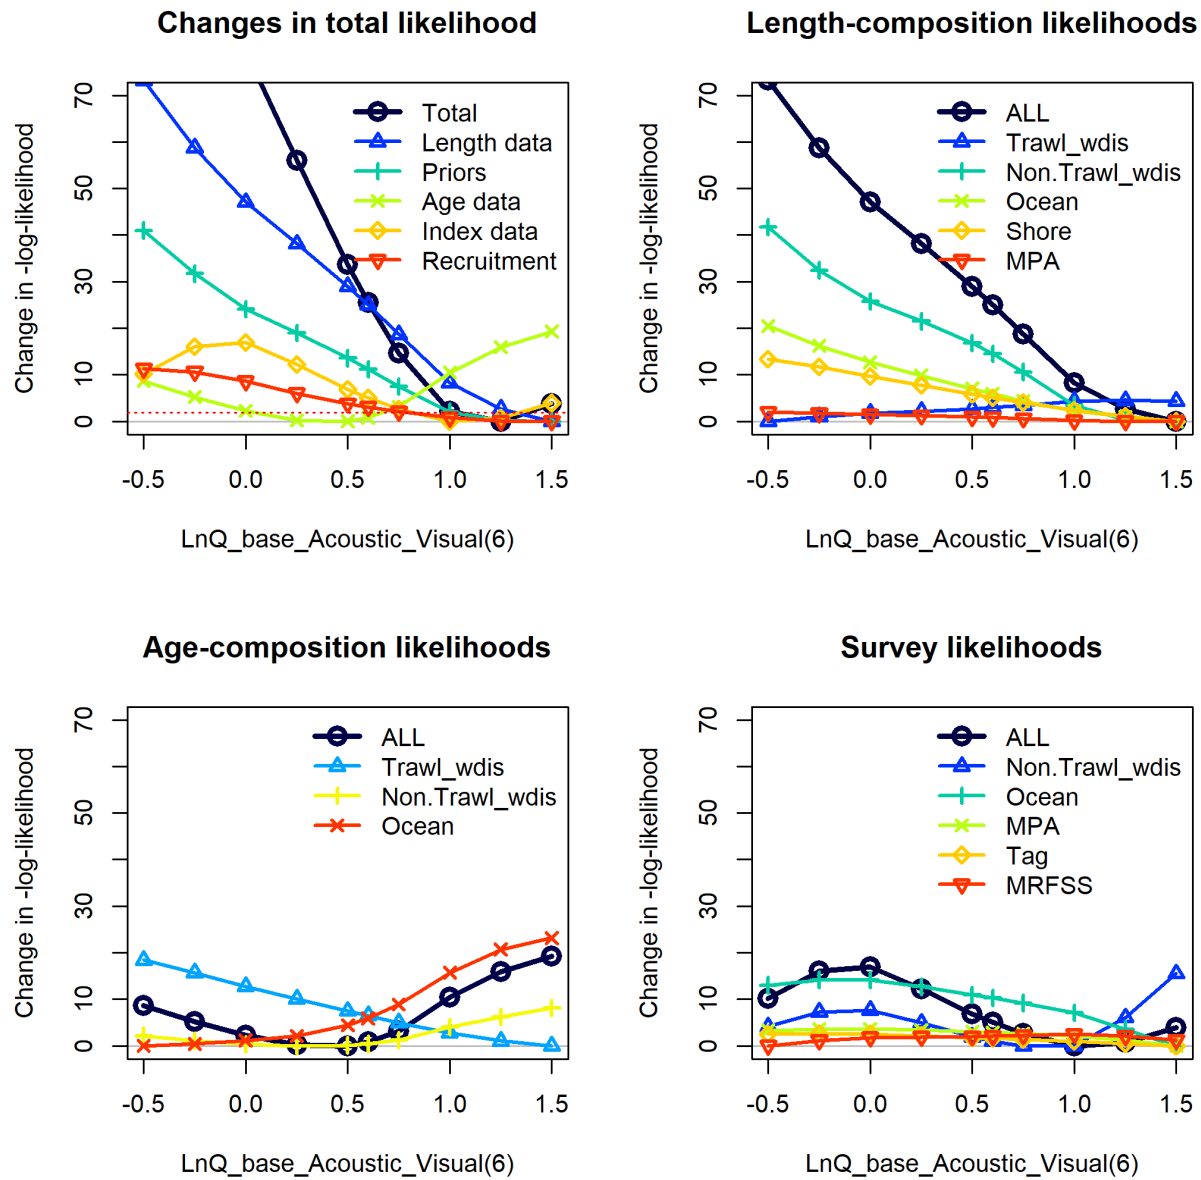 Changes in total likelihood
Change in -log-likelihood
70
50
30
10
0
Total
Length data
Priors
Age data
Index data
Recruitment
-0.5 0.0 0.5 1.0 1.5
LnQ_base_Acoustic_Visual(6)
Length-composition likelihoods
Change in -log-likelihood
70
50
30
10
0
ALL
Trawl_wdis
Non.Trawl_wdis
Ocean
Shore
MPA
-0.5 0.0 0.5 1.0 1.5
LnQ_base_Acoustic_Visual(6)
Age-composition likelihoods
Change in -log-likelihood
70
50
30
10
0
ALL
Trawl_wdis
Non.Trawl_wdis
Ocean
-0.5 0.0 0.5 1.0 1.5
LnQ_base_Acoustic_Visual(6)
Survey likelihoods
Change in -log-likelihood
70
50
30
10
0
ALL
Non.Trawl_wdis
Ocean
MPA
Tag
MRFSS
-0.5 0.0 0.5 1.0 1.5
LnQ_base_Acoustic_Visual(6)